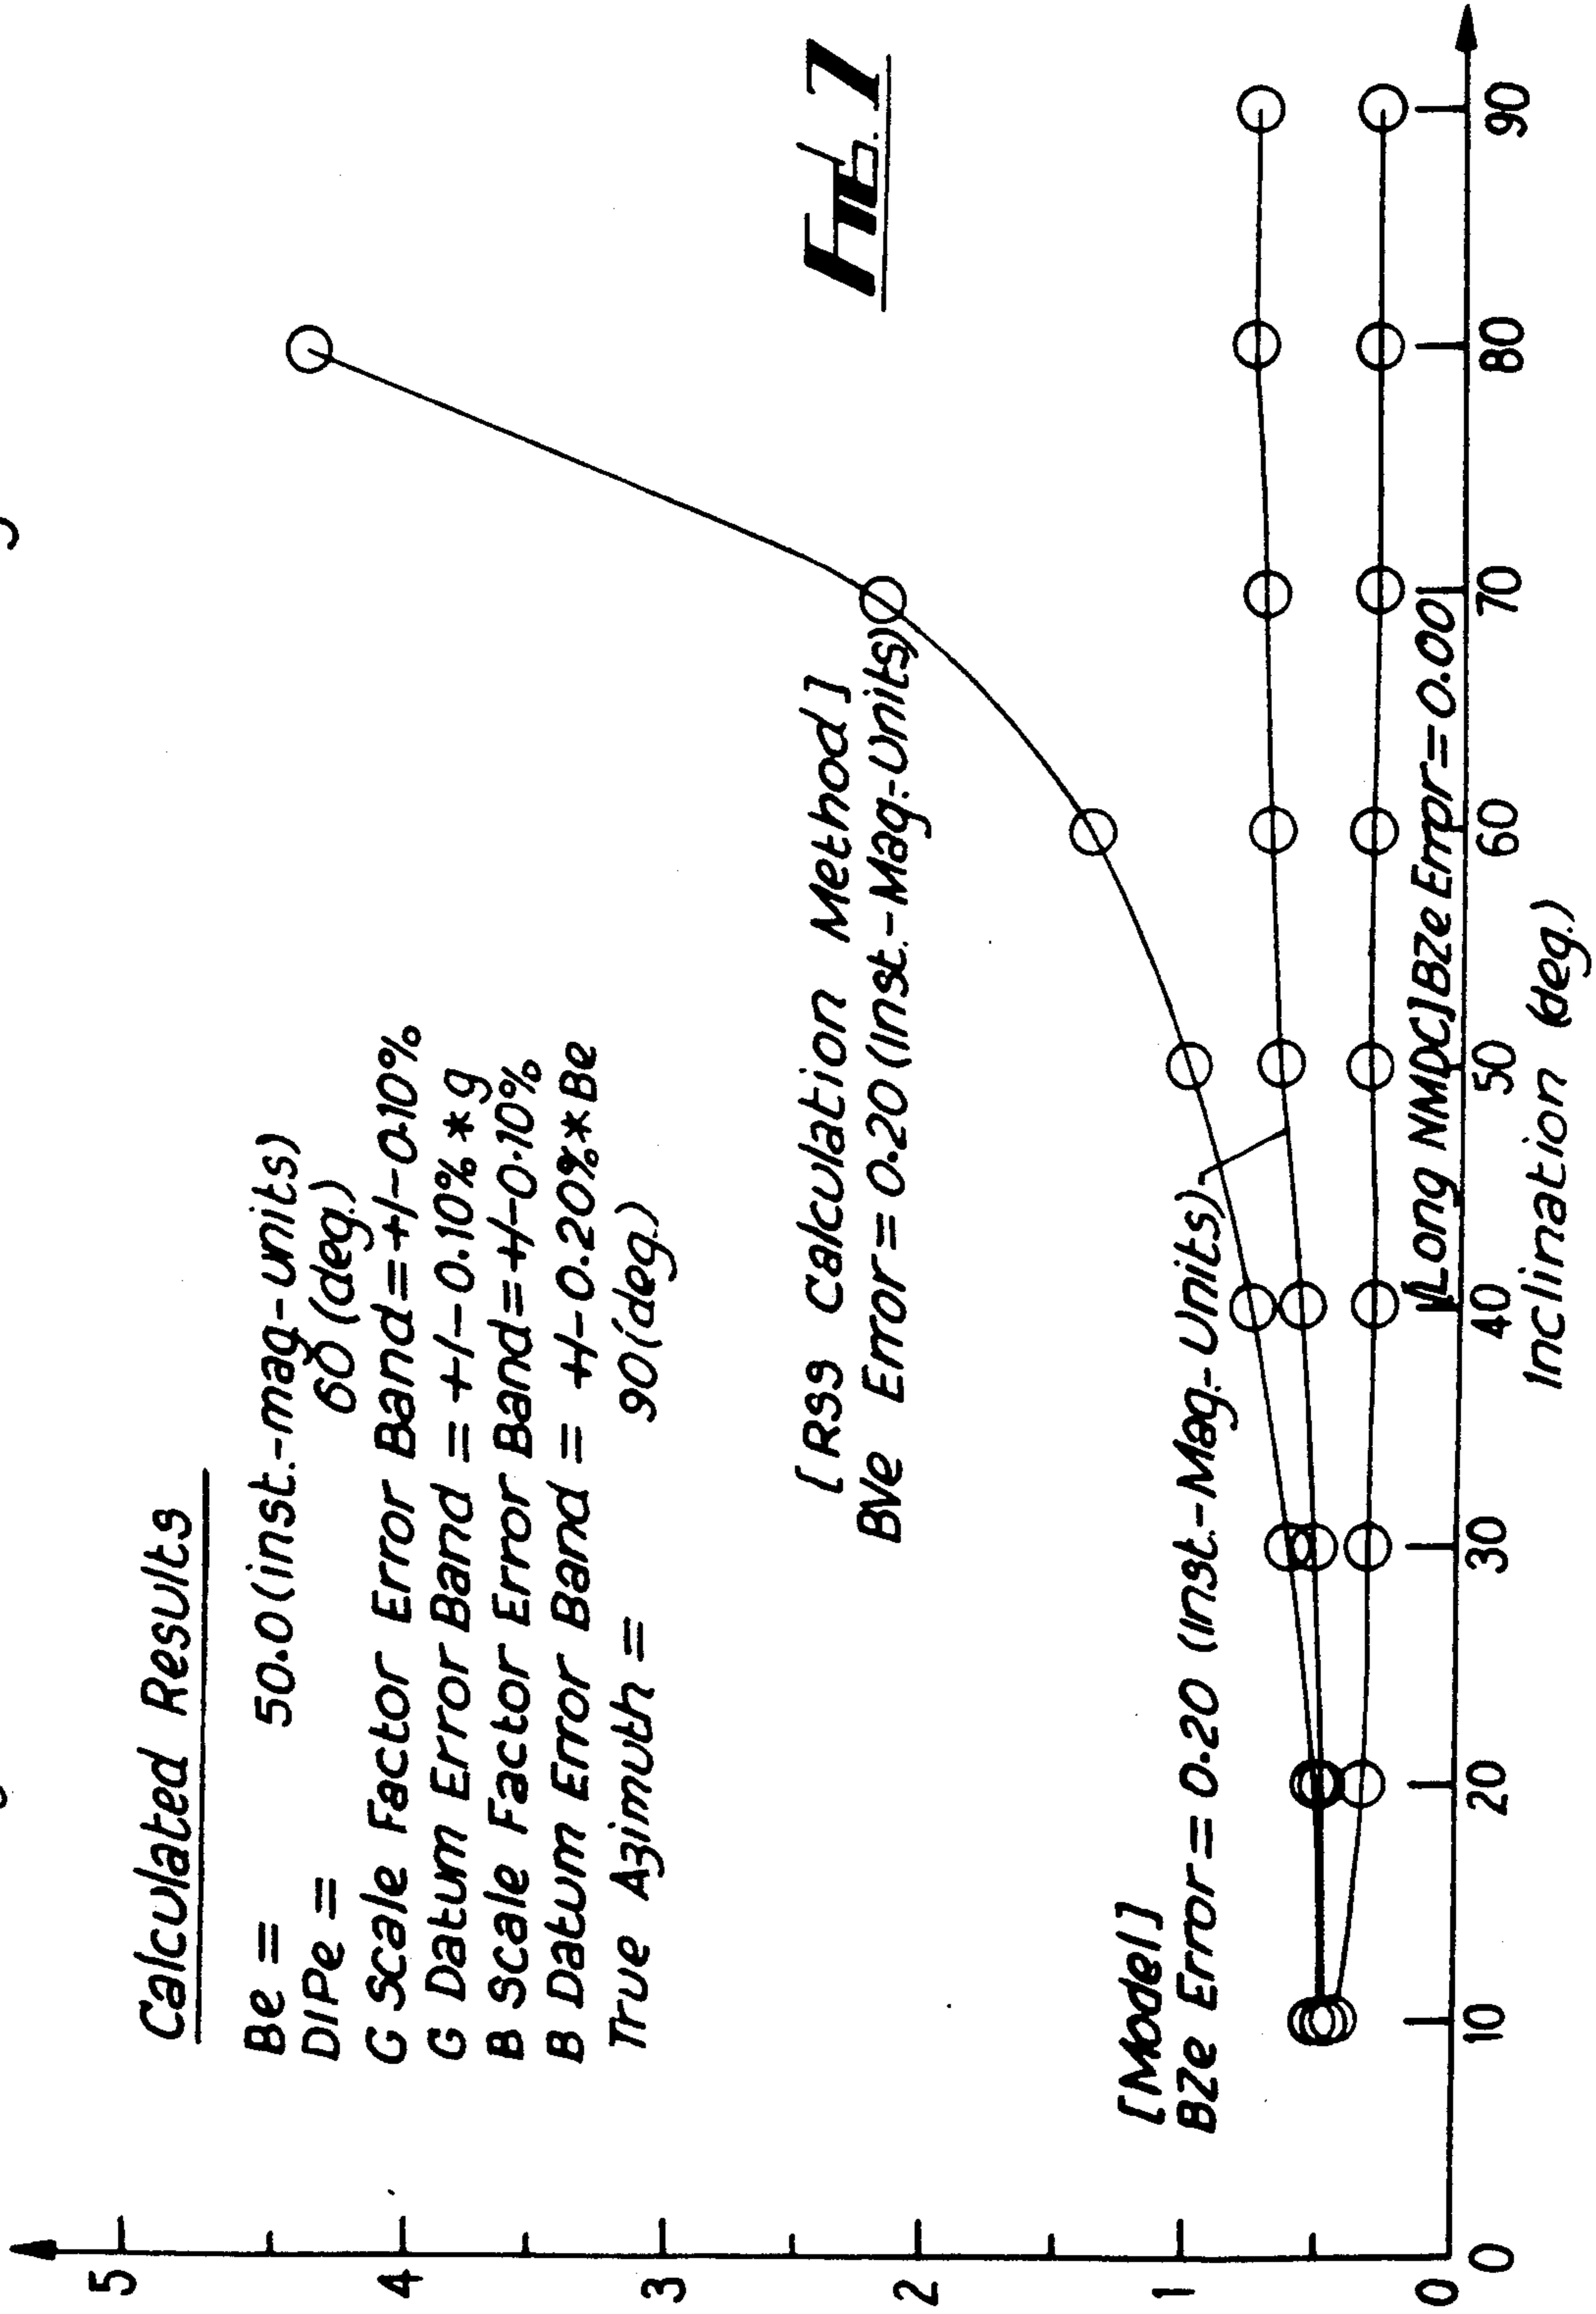 Calculated Results
Be = 50.0 (inst.-mag-units)
DIPe = 60 (deg.)
G Scale Factor Error Band=+/-0.10%
G Datum Error Band = +/-0.10% *g
B Scale Factor Error Band=+/-0.10%
B Datum Error Band = +/-0.20%*Be
True Azimuth = 90(deg.)
FIG. 7
[RSS Calculation Method]
BVe Error=0.20 (Inst.-Mag.-Units)
[Model]
BZe Error=0.20 (Inst.-Mag.-Units)
[Long NMDC] BZe Error=0.00
5
4
3
2
1
0
0 10 20 30 40 50 60 70 80 90
Inclination (deg.)